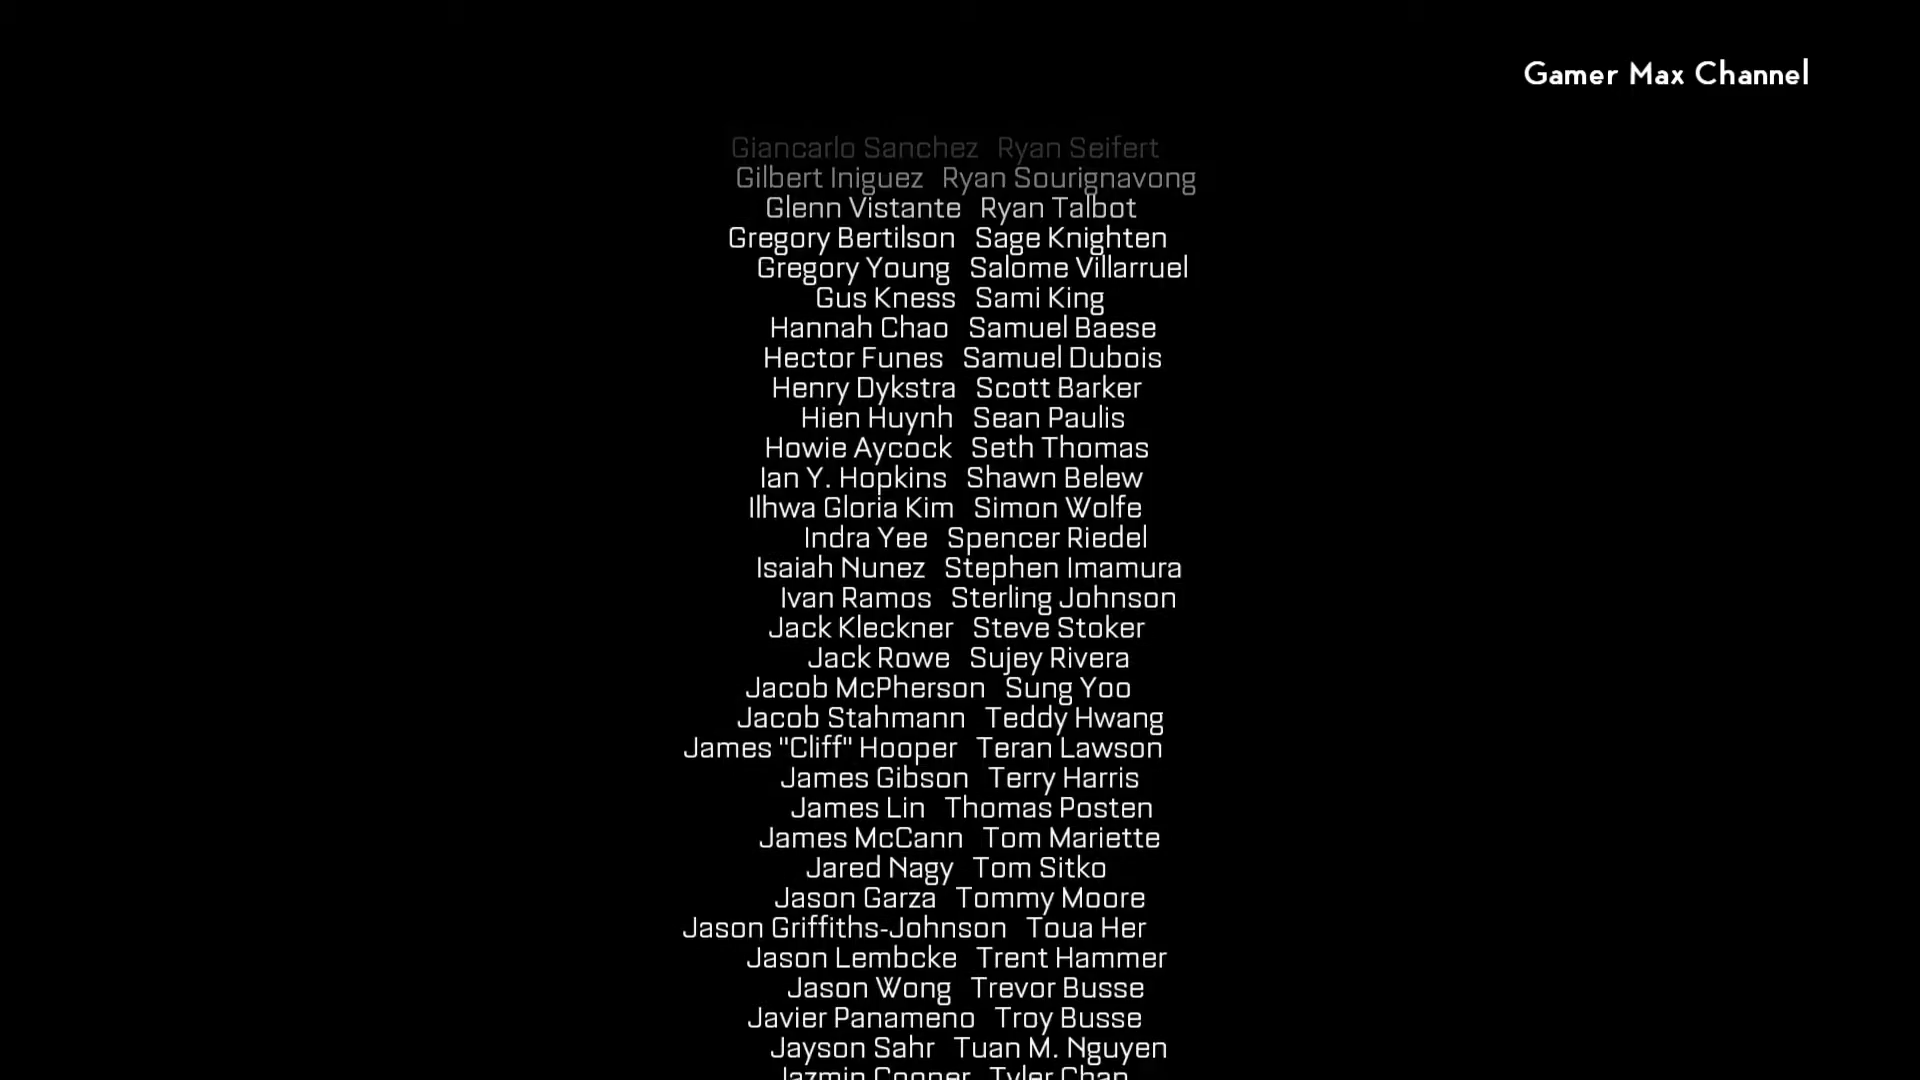 Gamer Max Channel
Giancarlo Sanchez Ryan Seifert
Gilbert Iniguez Ryan Sourignavong
Glenn Vistante Ryan Talbot
Gregory Bertilson Sage Knighten
Gregory Young Salome Villarruel
Gus Kness Sami King
Hannah Chao Samuel Baese
Hector Funes Samuel Dubois
Henry Dykstra Scott Barker
Hien Huynh Sean Paulis
Howie Aycock Seth Thomas
Ian Y. Hopkins Shawn Belew
Ilhwa Gloria Kim Simon Wolfe
Indra Yee Spencer Riedel
Isaiah Nunez Stephen Imamura
Ivan Ramos Sterling Johnson
Jack Kleckner Steve Stoker
Jack Rowe Sujey Rivera
Jacob McPherson Sung Yoo
Jacob Stahmann Teddy Hwang
James "Cliff" Hooper Teran Lawson
James Gibson Terry Harris
James Lin Thomas Posten
James McCann Tom Mariette
Jared Nagy Tom Sitko
Jason Garza Tommy Moore
Jason Griffiths-Johnson Toua Her
Jason Lembcke Trent Hammer
Jason Wong Trevor Busse
Javier Panameno Troy Busse
Jayson Sahr Tuan M. Nguyen
Jazmin Cooper Tyler Chan